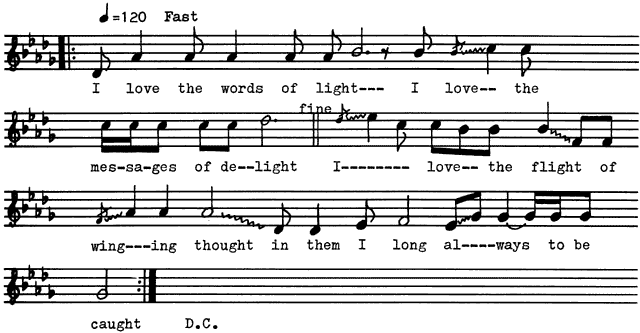 ♩=120 Fast
I love the words of light--- I love-- the
fine
mes-sa-ges of de--light I-------- love-- the flight of
wing---ing thought in them I long al----ways to be
caught D.C.